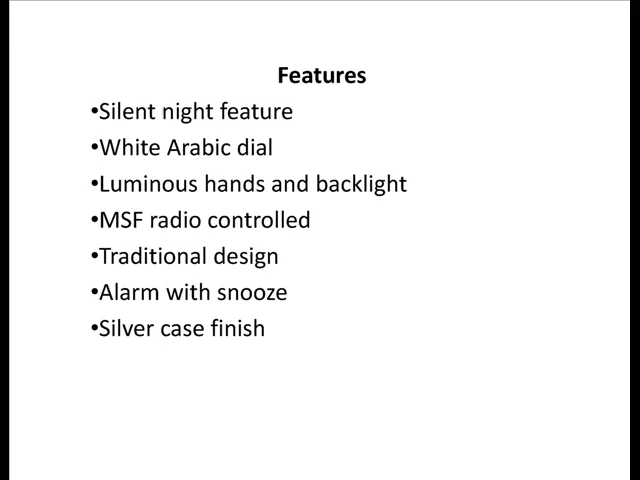 Features
•Silent night feature
•White Arabic dial
•Luminous hands and backlight
•MSF radio controlled
•Traditional design
•Alarm with snooze
•Silver case finish